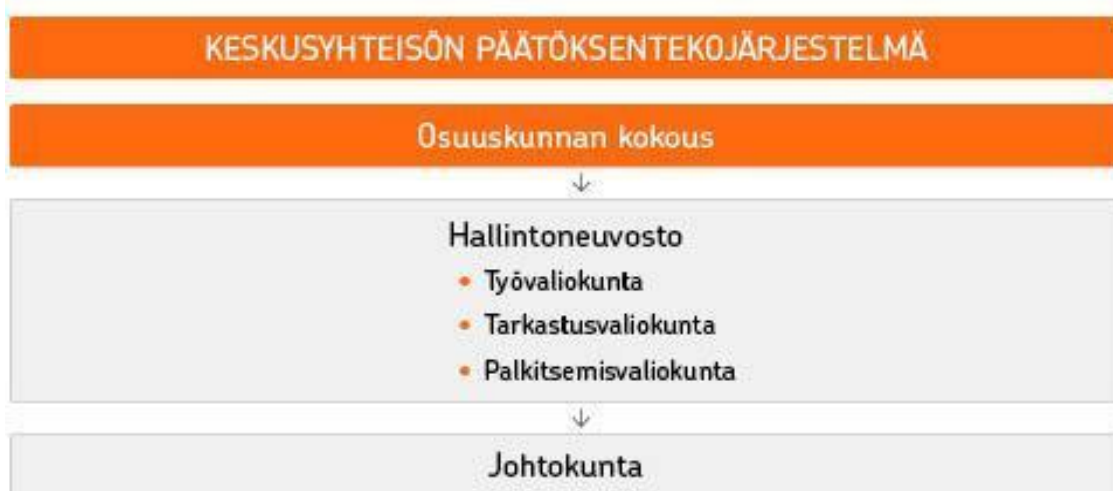 KESKUSYHTEISÖN PÄÄTÖKSENTEKOJÄRJESTELMÄ
Osuuskunnan kokous
Hallintoneuvosto
• Työvaliokunta
• Tarkastusvaliokunta
• Palkitsemisvaliokunta
Johtokunta